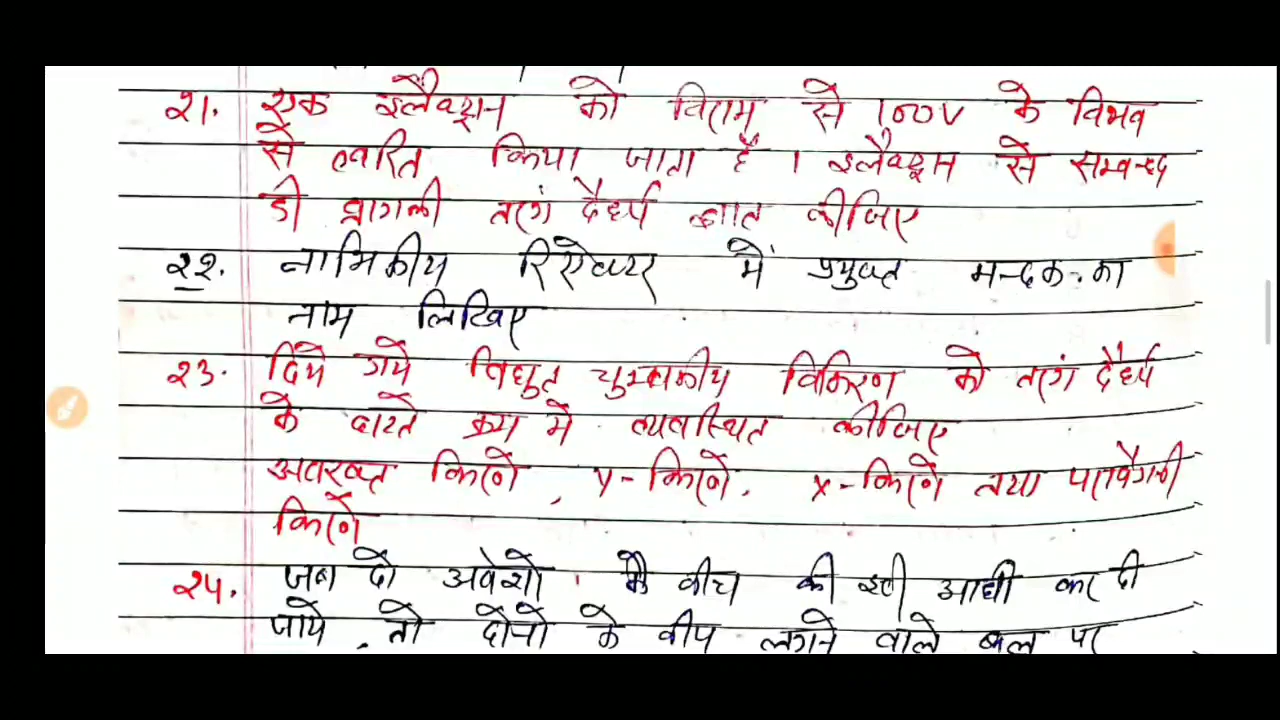 २१. एक इलैक्ट्रान को विराम से 100V के विभव
से त्वरित किया जाता है । इलैक्ट्रान से सम्बन्ध
डी ब्रागली तरंग दैर्घ्य ज्ञात कीजिए
२२. नाभिकीय रिऐक्टर में प्रयुक्त मन्दक का
नाम लिखिए
२३. दिये गये विद्युत चुम्बकीय विकिरण को तरंग दैर्घ्य
के घटते क्रम में व्यवस्थित कीजिए
अवरक्त किरणे, γ-किरणे, x-किरणे तथा पराबैगनी
किरणे
२४. जब दो आवेशो के बीच की दूरी आधी कर दी
जाये, तो दोनो के बीच लगने वाले बल पर